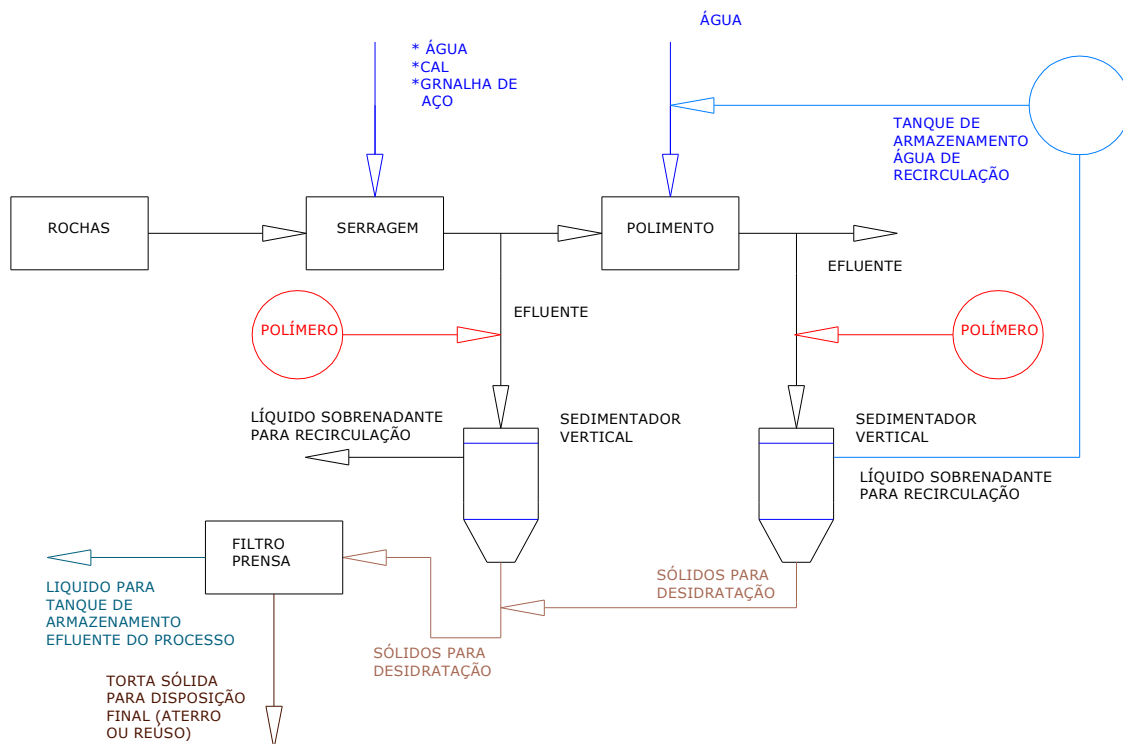 ÁGUA
* ÁGUA
*CAL
*GRNALHA DE
AÇO
TANQUE DE
ARMAZENAMENTO
ÁGUA DE
RECIRCULAÇÃO
ROCHAS
SERRAGEM
POLIMENTO
EFLUENTE
EFLUENTE
POLÍMERO
POLÍMERO
LÍQUIDO SOBRENADANTE
PARA RECIRCULAÇÃO
SEDIMENTADOR
VERTICAL
SEDIMENTADOR
VERTICAL
LÍQUIDO SOBRENADANTE
PARA RECIRCULAÇÃO
FILTRO
PRENSA
SÓLIDOS PARA
DESIDRATAÇÃO
LIQUIDO PARA
TANQUE DE
ARMAZENAMENTO
EFLUENTE DO PROCESSO
SÓLIDOS PARA
DESIDRATAÇÃO
TORTA SÓLIDA
PARA DISPOSIÇÃO
FINAL (ATERRO
OU REÚSO)